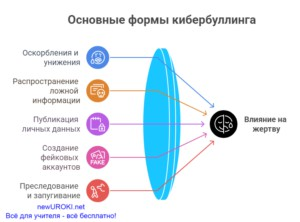 Основные формы кибербуллинга
Оскорбления и
унижения
Распространение
ложной
информации
Публикация
личных данных
Создание
фейковых
аккаунтов
FAKE
Преследование
и запугивание
Влияние на
жертву
newUROKI.net
Всё для учителя - всё бесплатно!